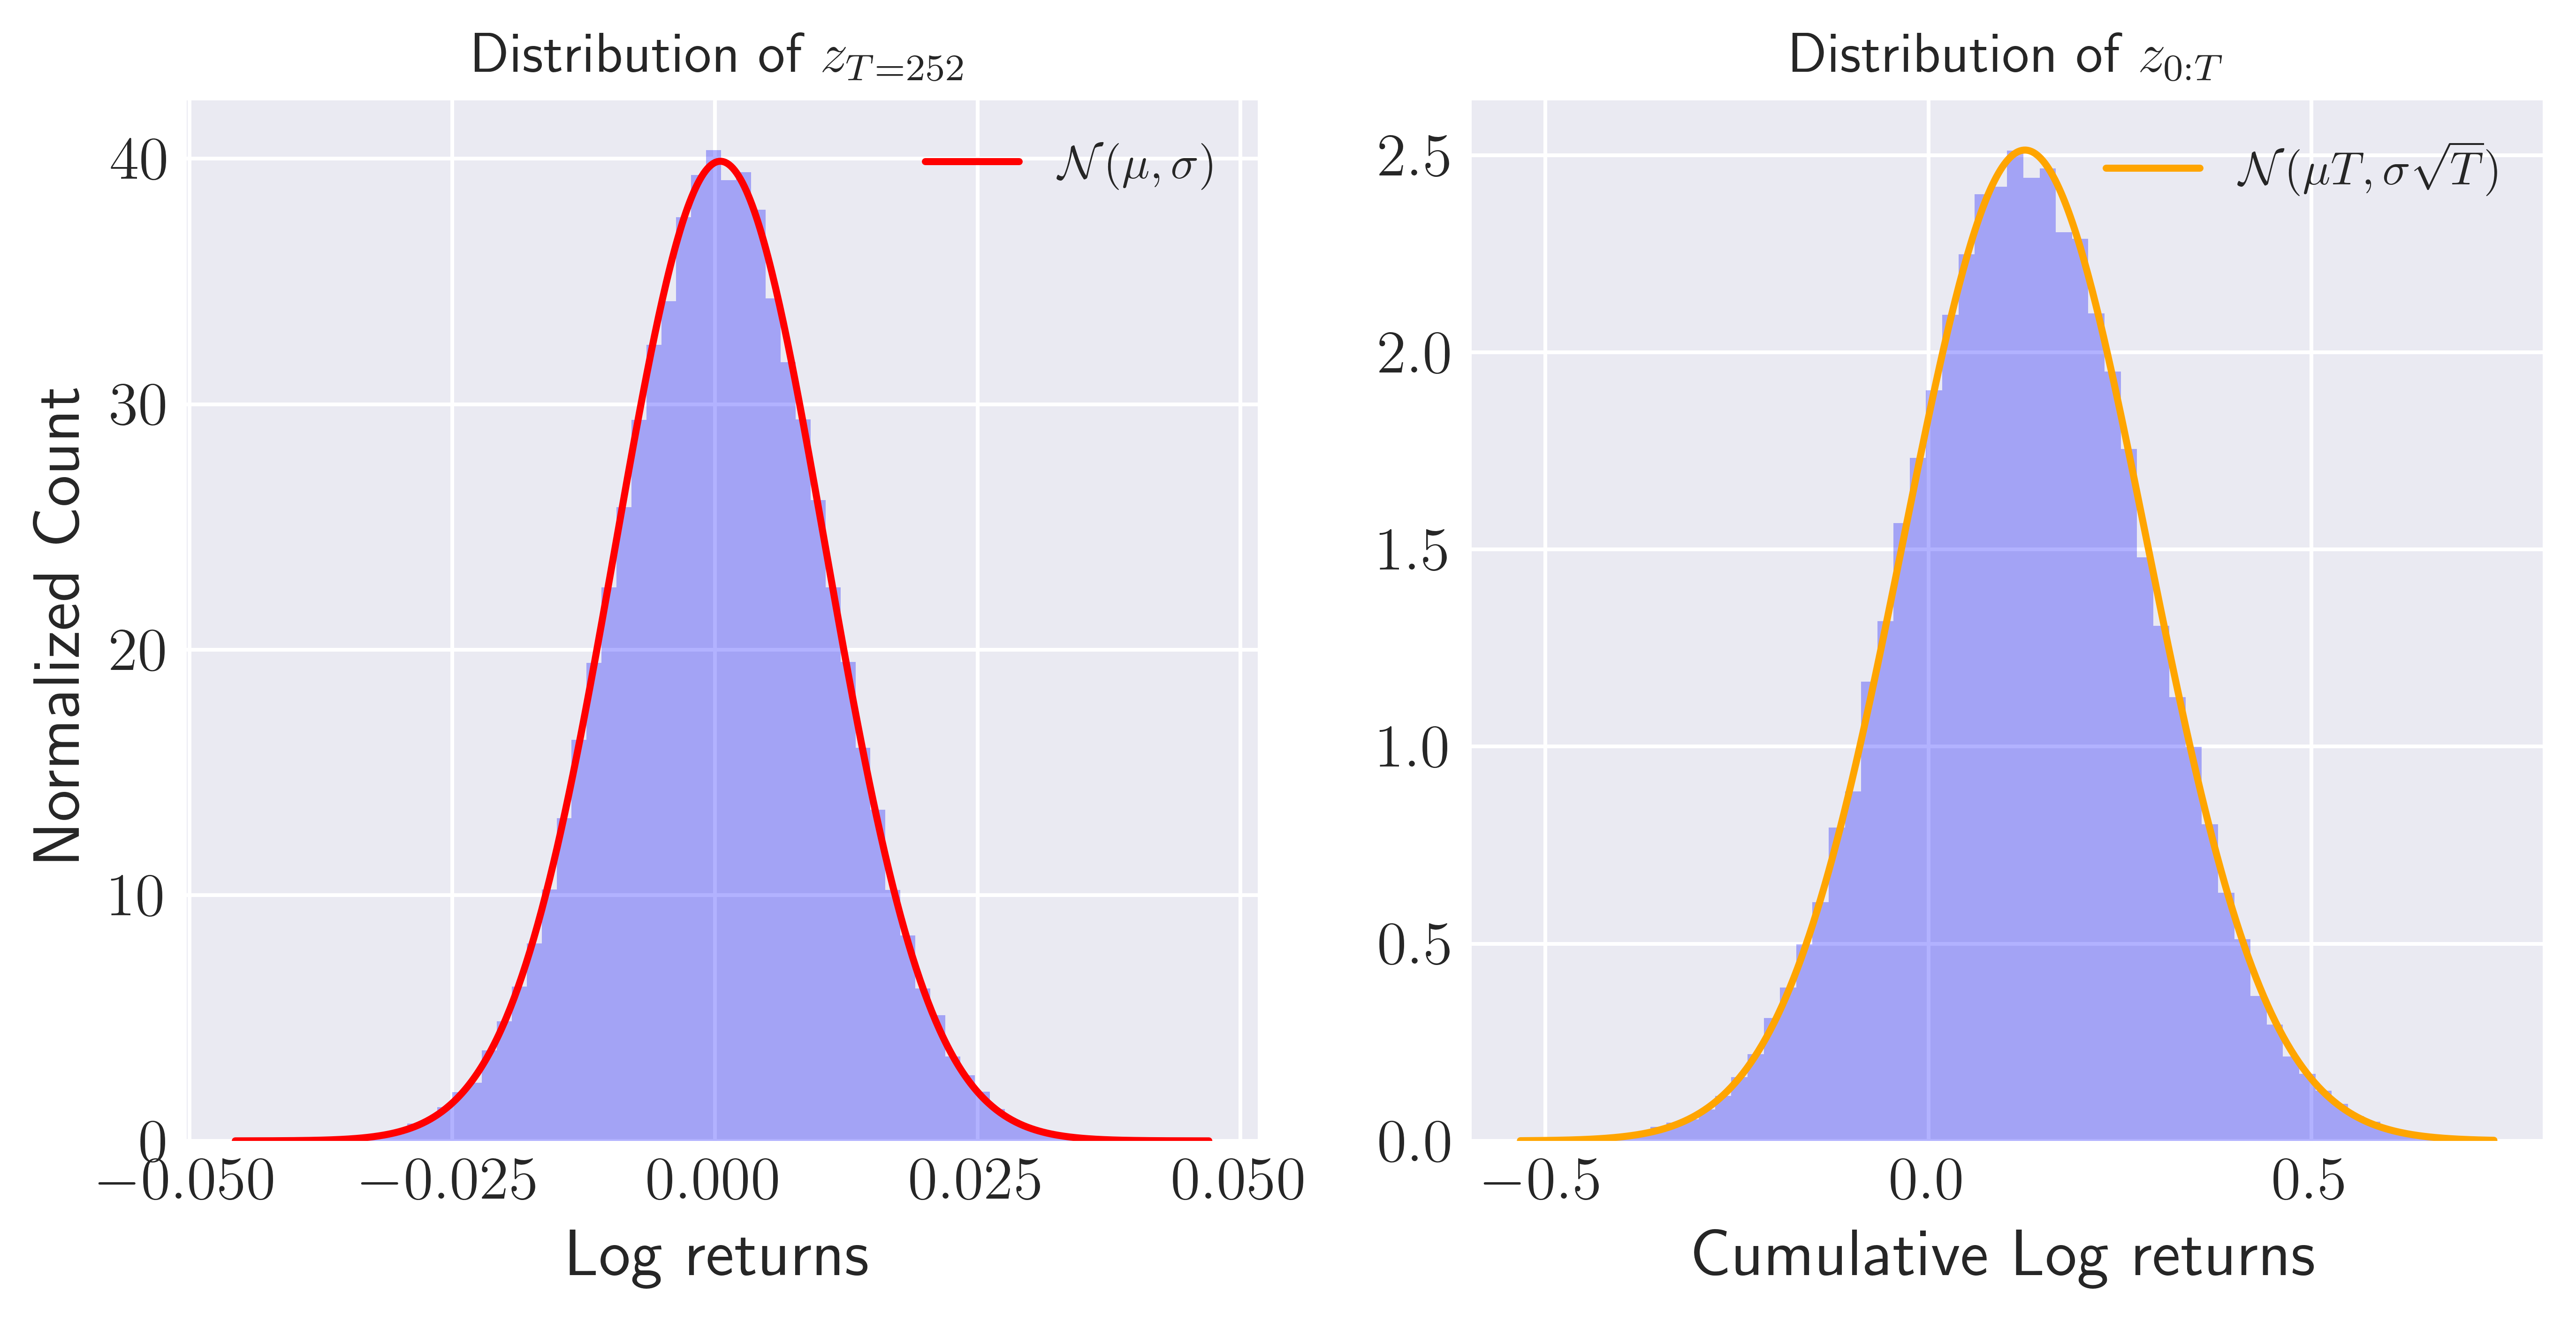 Distribution of z_{T=252}
40
30
20
10
0
Normalized Count
−0.050 −0.025 0.000 0.025 0.050
Log returns
𝒩(μ, σ)
Distribution of z_{0:T}
2.5
2.0
1.5
1.0
0.5
0.0
−0.5 0.0 0.5
Cumulative Log returns
𝒩(μT, σ√T)